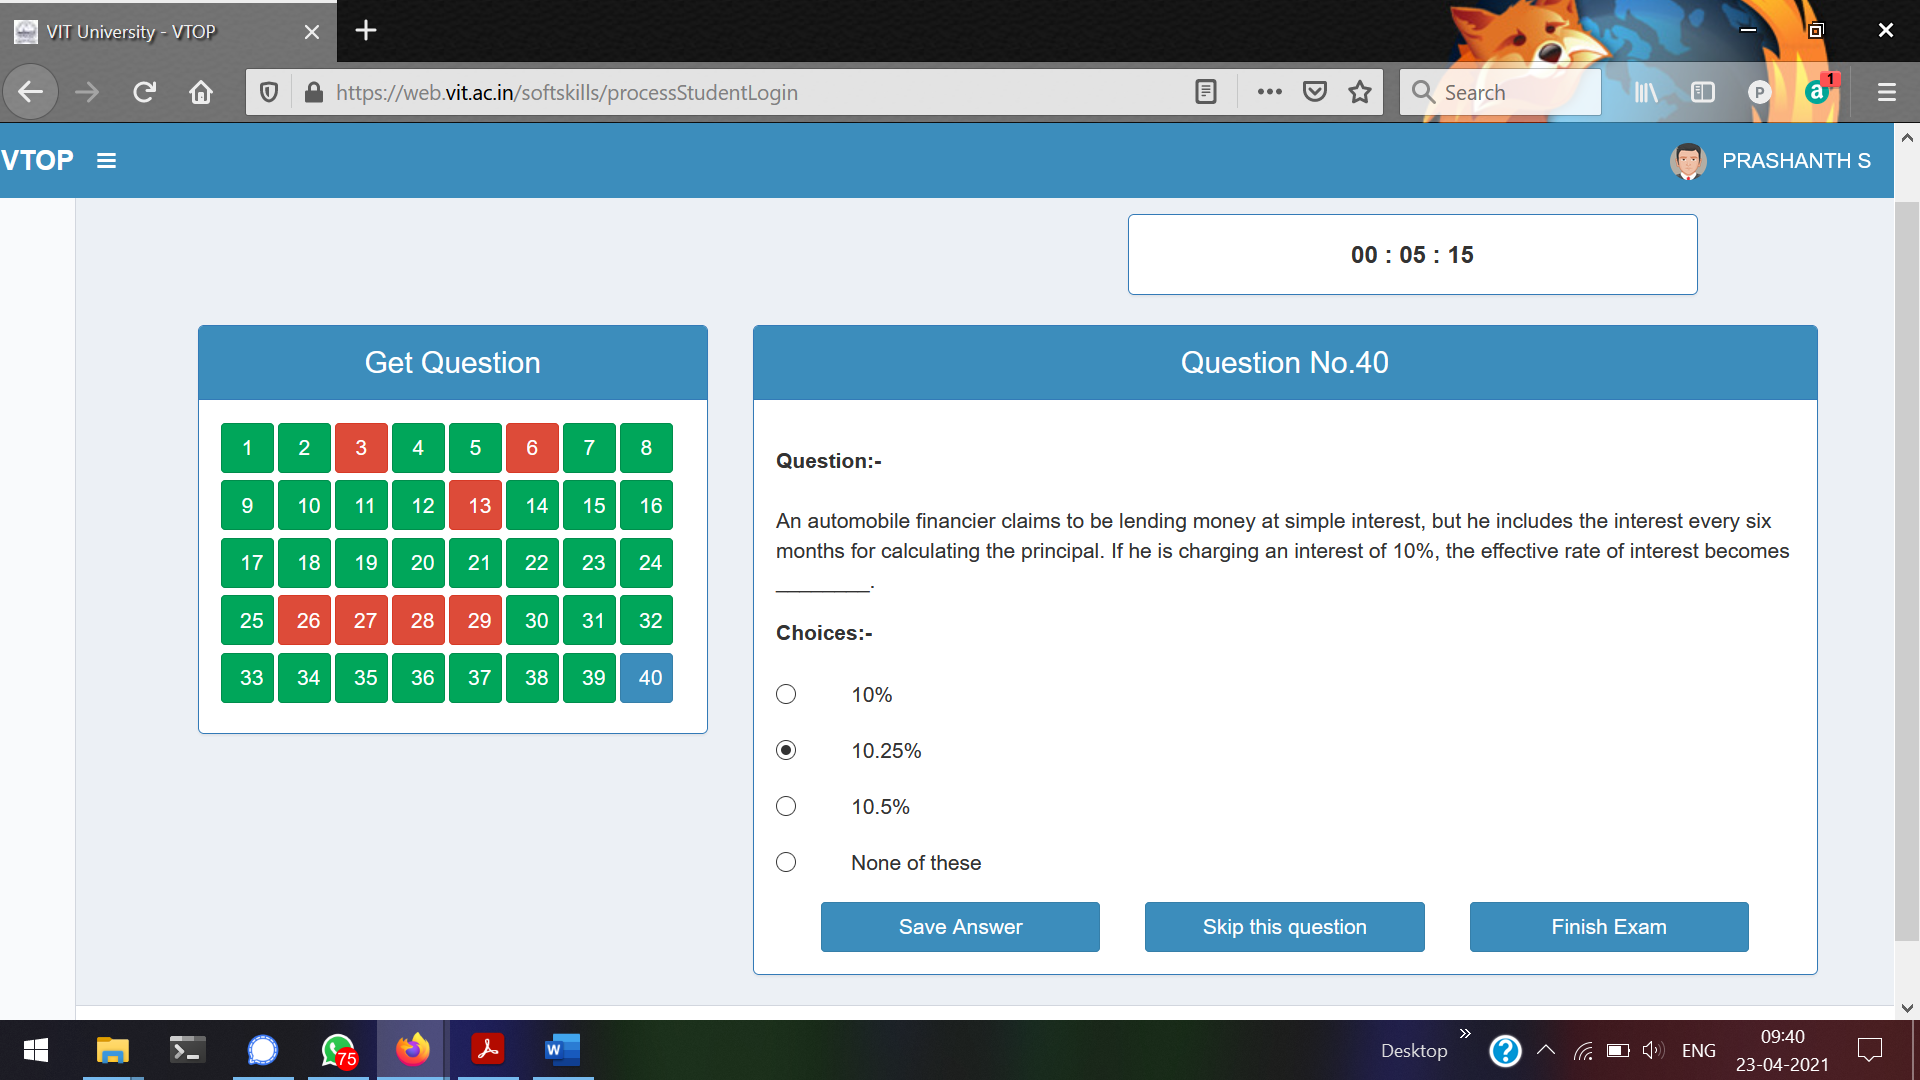 VIT University - VTOP
https://web.vit.ac.in/softskills/processStudentLogin
Search
P
a
1
VTOP
PRASHANTH S
00 : 05 : 15
Get Question
1 2 3 4 5 6 7 8
9 10 11 12 13 14 15 16
17 18 19 20 21 22 23 24
25 26 27 28 29 30 31 32
33 34 35 36 37 38 39 40
Question No.40
Question:-
An automobile financier claims to be lending money at simple interest, but he includes the interest every six
months for calculating the principal. If he is charging an interest of 10%, the effective rate of interest becomes
________.
Choices:-
10%
10.25%
10.5%
None of these
Save Answer
Skip this question
Finish Exam
75
W
Desktop
?
ENG
09:40
23-04-2021